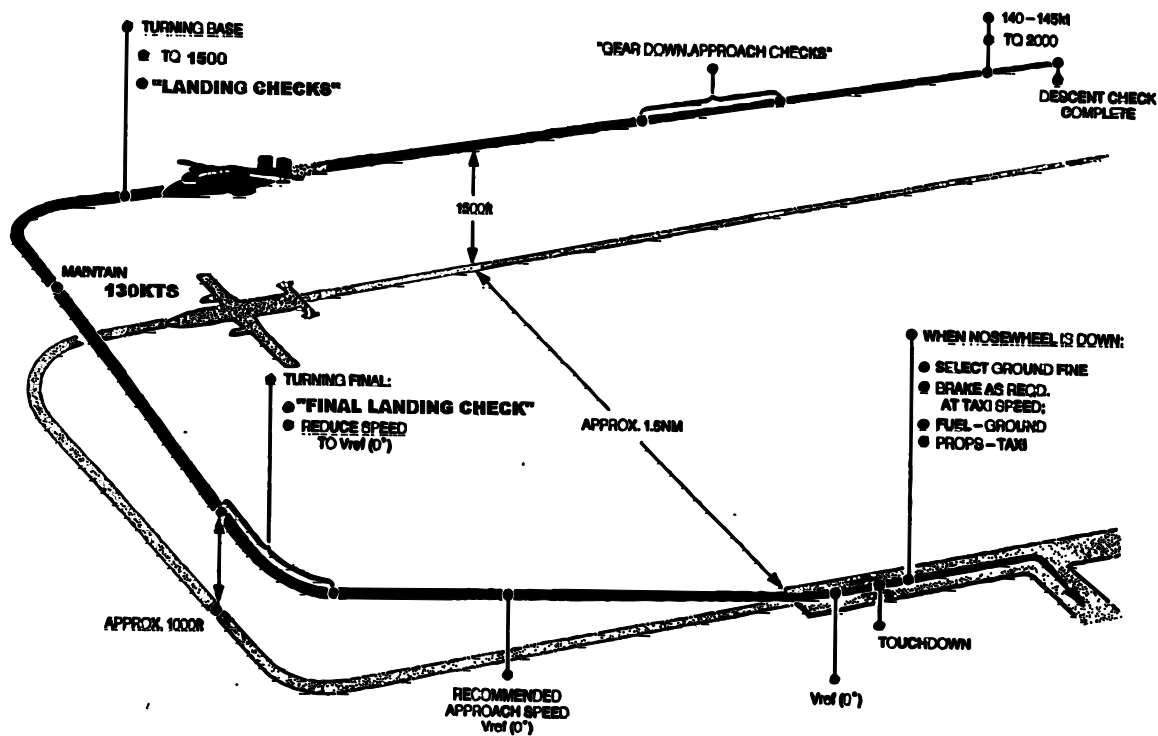 TURNING BASE
TO 1500
"LANDING CHECKS"
"GEAR DOWN.APPROACH CHECKS"
140-145kt
TO 2000
DESCENT CHECK
COMPLETE
1500ft
MAINTAIN
130KTS
TURNING FINAL:
"FINAL LANDING CHECK"
REDUCE SPEED
TO Vref (0°)
APPROX. 1.5NM
WHEN NOSEWHEEL IS DOWN:
SELECT GROUND FINE
BRAKE AS REQD.
AT TAXI SPEED;
FUEL-GROUND
PROPS-TAXI
APPROX. 1000ft
TOUCHDOWN
RECOMMENDED
APPROACH SPEED
Vref (0°)
Vref (0°)